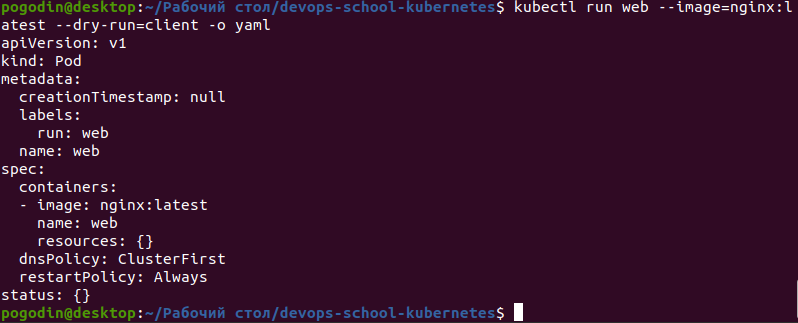 pogodin@desktop:~/Рабочий стол/devops-school-kubernetes$ kubectl run web --image=nginx:l
atest --dry-run=client -o yaml
apiVersion: v1
kind: Pod
metadata:
  creationTimestamp: null
  labels:
    run: web
  name: web
spec:
  containers:
  - image: nginx:latest
    name: web
    resources: {}
  dnsPolicy: ClusterFirst
  restartPolicy: Always
status: {}
pogodin@desktop:~/Рабочий стол/devops-school-kubernetes$